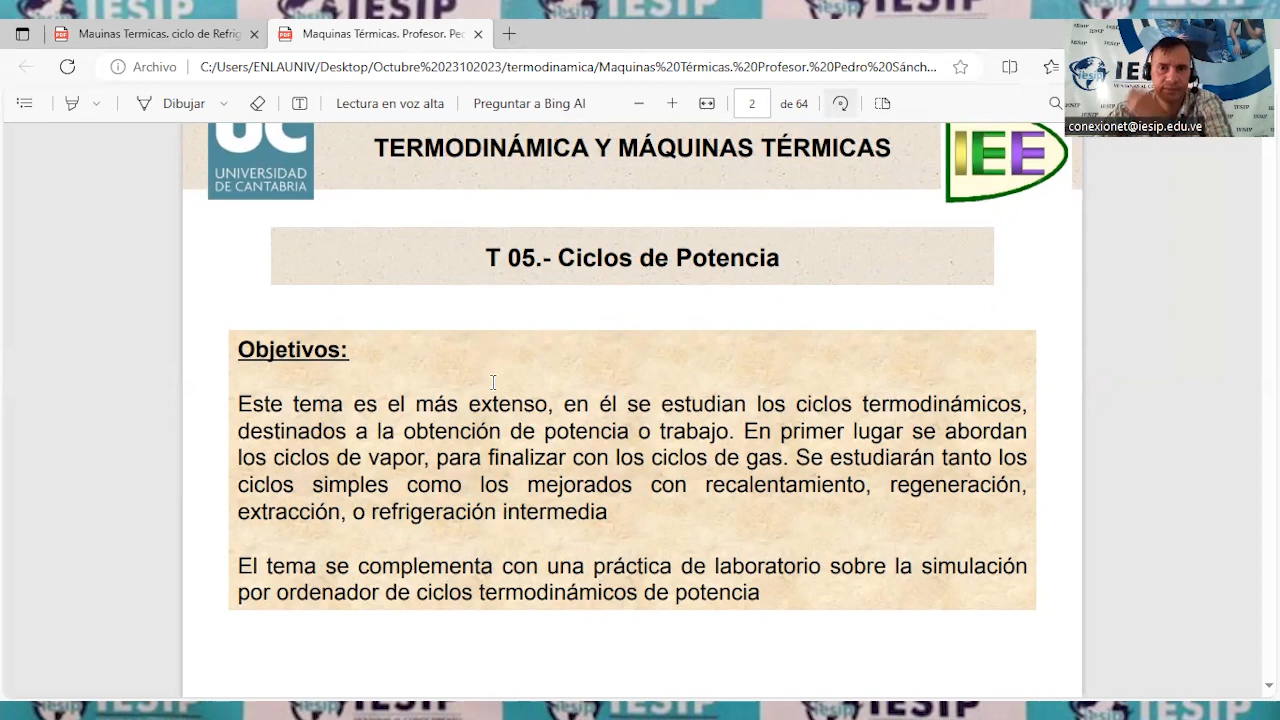 IESIP
Mauinas Termicas. ciclo de Refrig
Maquinas Térmicas. Profesor. Pec
Archivo
C:/Users/ENLAUNIV/Desktop/Octubre%207%202023/termodinamica/Maquinas%20Térmicas.%20Profesor.%20Pedro%20Sánch...
Dibujar
Lectura en voz alta
Preguntar a Bing AI
2
de 64
conexionet@iesip.edu.ve
UC
UNIVERSIDAD
DE CANTABRIA
TERMODINÁMICA Y MÁQUINAS TÉRMICAS
IEE
T 05.- Ciclos de Potencia
Objetivos:
Este tema es el más extenso, en él se estudian los ciclos termodinámicos,
destinados a la obtención de potencia o trabajo. En primer lugar se abordan
los ciclos de vapor, para finalizar con los ciclos de gas. Se estudiarán tanto los
ciclos simples como los mejorados con recalentamiento, regeneración,
extracción, o refrigeración intermedia
El tema se complementa con una práctica de laboratorio sobre la simulación
por ordenador de ciclos termodinámicos de potencia